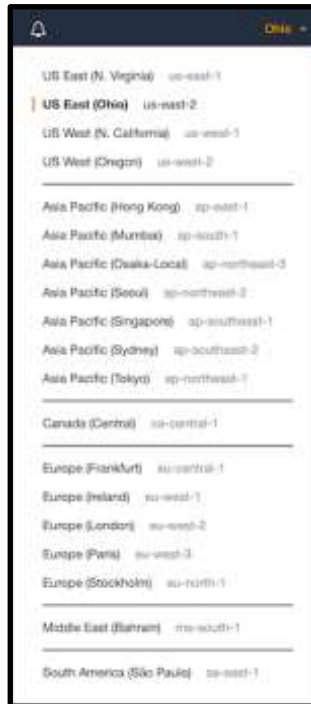 Ohio
US East (N. Virginia) us-east-1
US East (Ohio) us-east-2
US West (N. California) us-west-1
US West (Oregon) us-west-2
Asia Pacific (Hong Kong) ap-east-1
Asia Pacific (Mumbai) ap-south-1
Asia Pacific (Osaka-Local) ap-northeast-3
Asia Pacific (Seoul) ap-northeast-2
Asia Pacific (Singapore) ap-southeast-1
Asia Pacific (Sydney) ap-southeast-2
Asia Pacific (Tokyo) ap-northeast-1
Canada (Central) ca-central-1
Europe (Frankfurt) eu-central-1
Europe (Ireland) eu-west-1
Europe (London) eu-west-2
Europe (Paris) eu-west-3
Europe (Stockholm) eu-north-1
Middle East (Bahrain) me-south-1
South America (São Paulo) sa-east-1